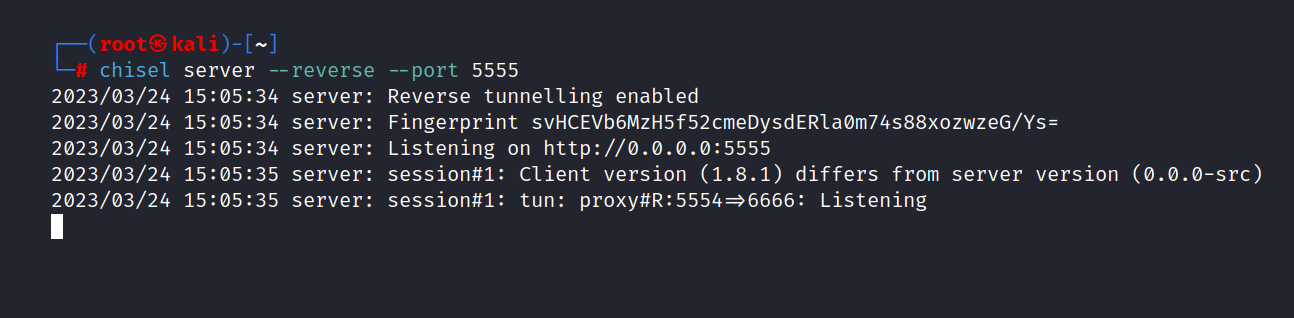 ┌──(root㉿kali)-[~]
└─# chisel server --reverse --port 5555
2023/03/24 15:05:34 server: Reverse tunnelling enabled
2023/03/24 15:05:34 server: Fingerprint svHCEVb6MzH5f52cmeDysdERla0m74s88xozwzeG/Ys=
2023/03/24 15:05:34 server: Listening on http://0.0.0.0:5555
2023/03/24 15:05:35 server: session#1: Client version (1.8.1) differs from server version (0.0.0-src)
2023/03/24 15:05:35 server: session#1: tun: proxy#R:5554=>6666: Listening